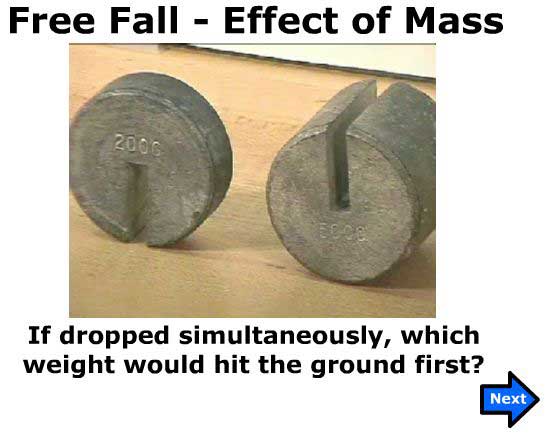 Free Fall - Effect of Mass
200G
500G
If dropped simultaneously, which
weight would hit the ground first?
Next